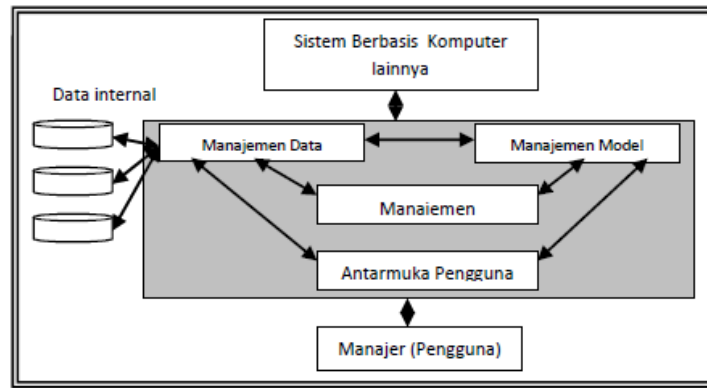 Sistem Berbasis Komputer
lainnya
Data internal
Manajemen Data
Manajemen Model
Manaiemen
Antarmuka Pengguna
Manajer (Pengguna)